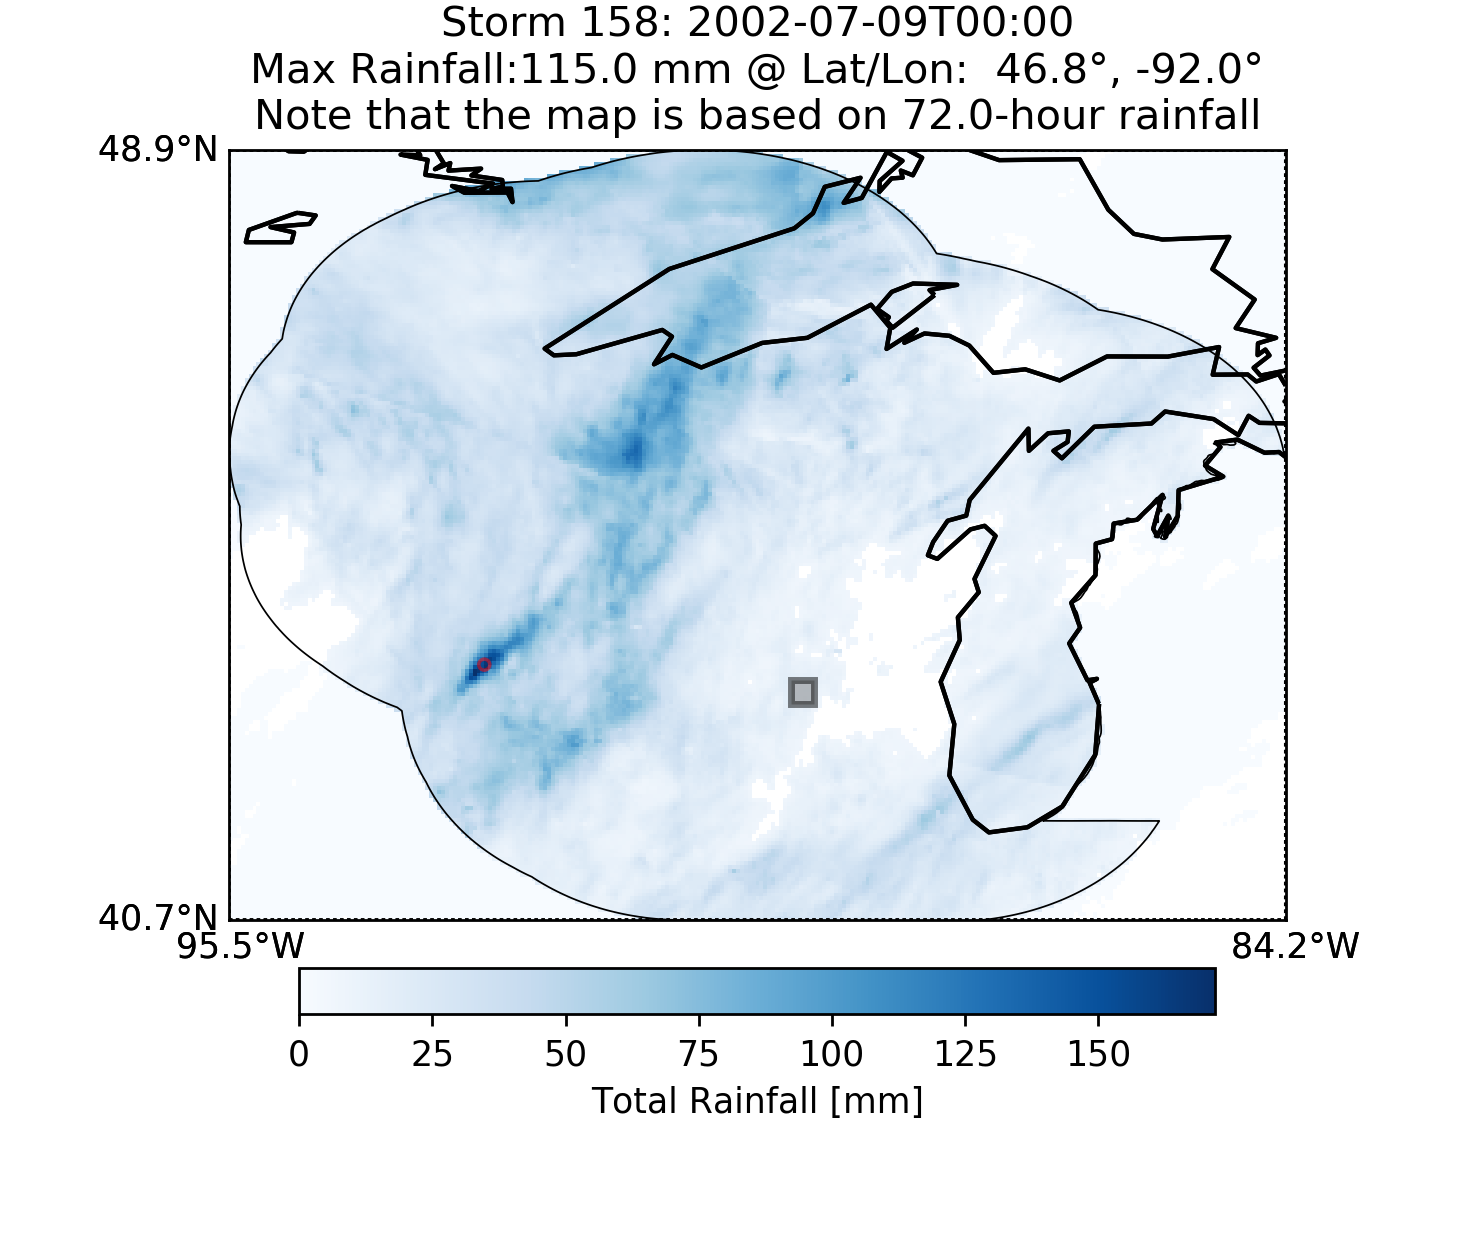 Storm 158: 2002-07-09T00:00
Max Rainfall:115.0 mm @ Lat/Lon:  46.8°, -92.0°
Note that the map is based on 72.0-hour rainfall
48.9°N
40.7°N
95.5°W 84.2°W
0 25 50 75 100 125 150
Total Rainfall [mm]